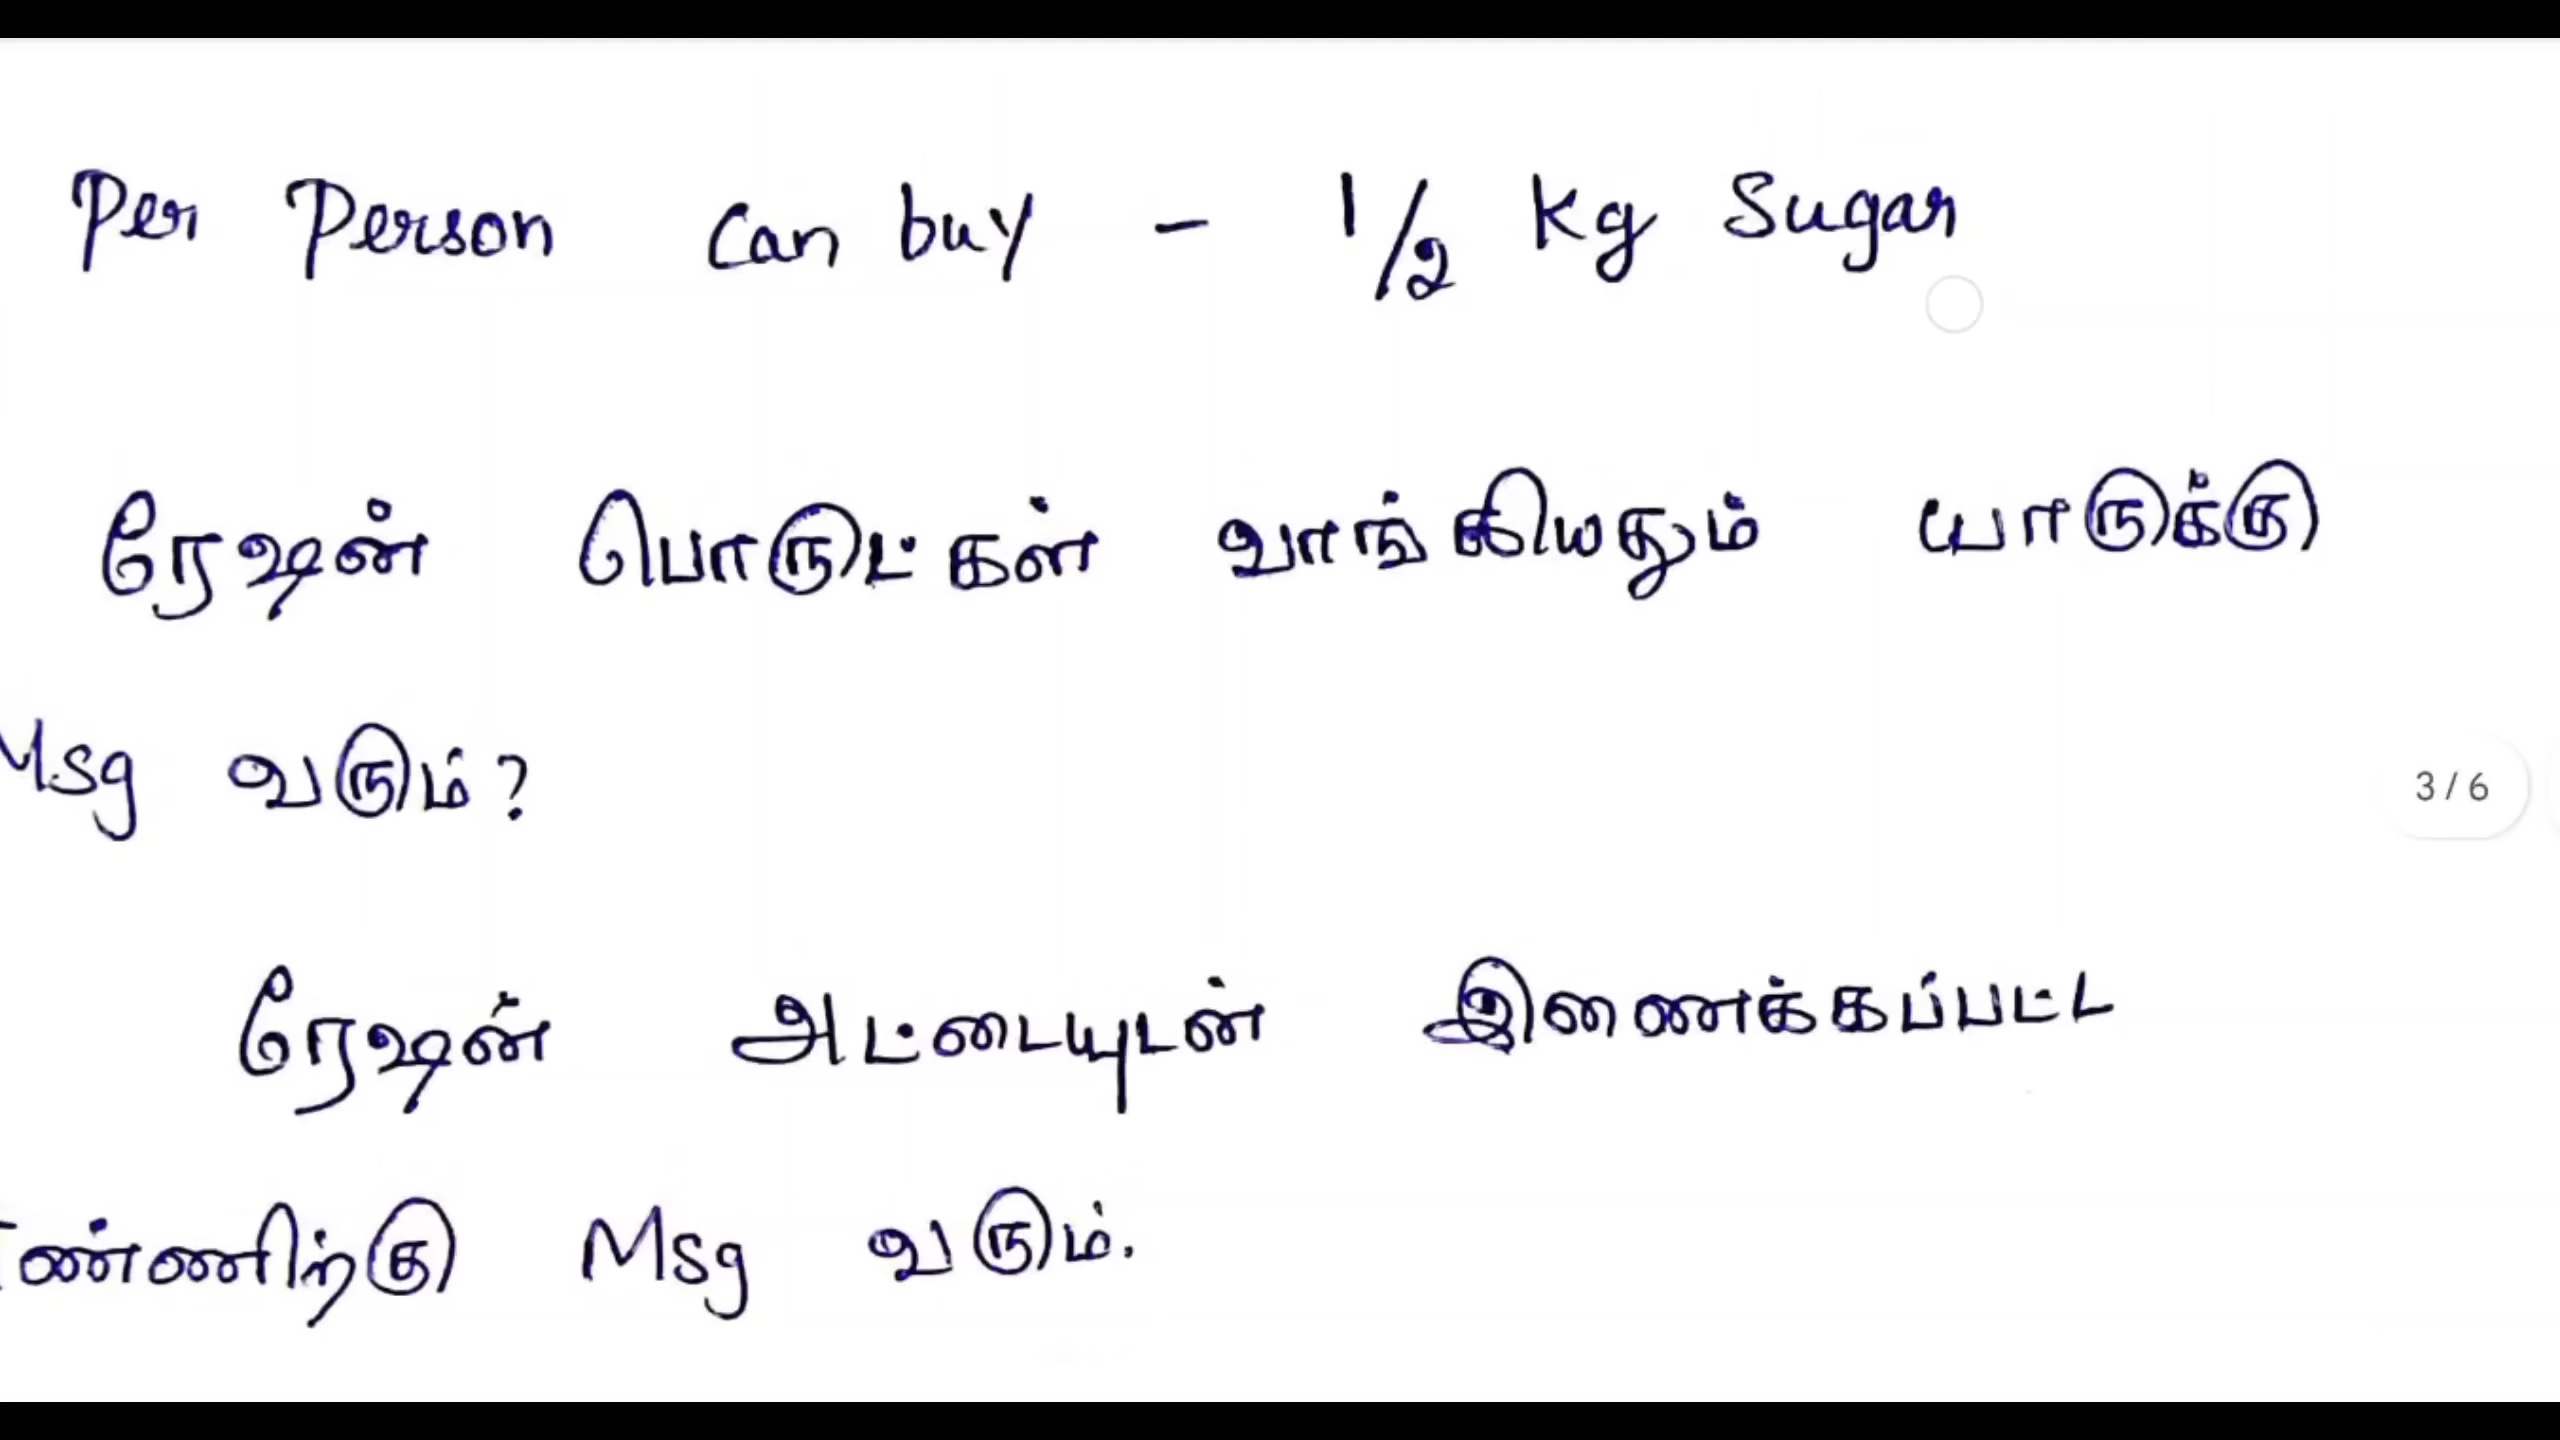 Per Person can buy - 1/2 kg Sugar
ரேஷன் பொருட்கள் வாங்கியதும் யாருக்கு
Msg வரும்?
3 / 6
ரேஷன் அட்டையுடன் இணைக்கப்பட்ட
Msg வரும்.